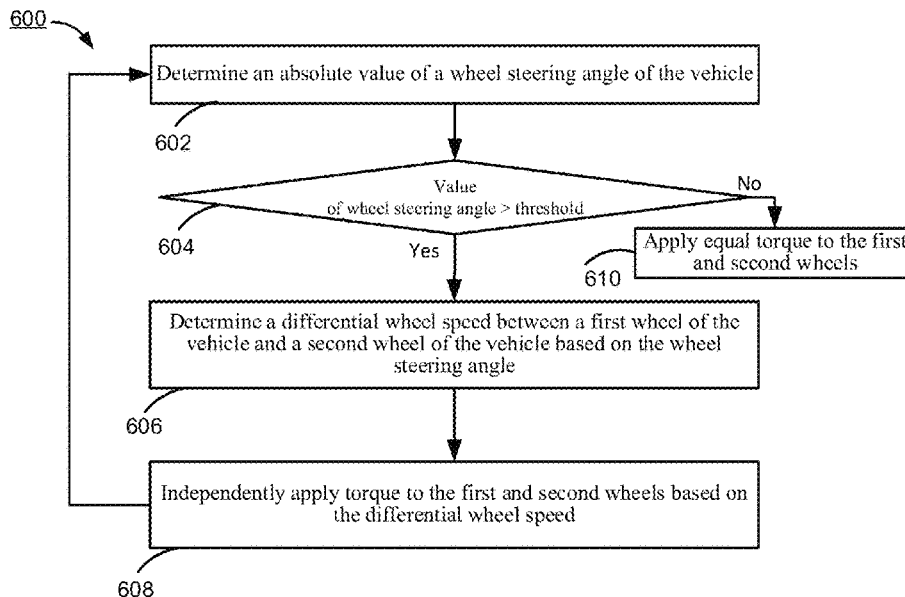 600
Determine an absolute value of a wheel steering angle of the vehicle
602
Value
of wheel steering angle > threshold
No
604
Yes
Apply equal torque to the first
and second wheels
610
Determine a differential wheel speed between a first wheel of the
vehicle and a second wheel of the vehicle based on the wheel
steering angle
606
Independently apply torque to the first and second wheels based on
the differential wheel speed
608